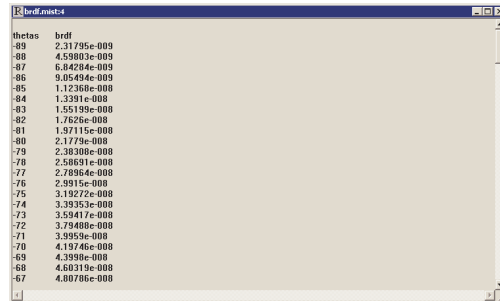 brdf.mist:4
thetas brdf
-89 2.31795e-009
-88 4.59803e-009
-87 6.84284e-009
-86 9.05494e-009
-85 1.12368e-008
-84 1.3391e-008
-83 1.55199e-008
-82 1.7626e-008
-81 1.97115e-008
-80 2.1779e-008
-79 2.38308e-008
-78 2.58691e-008
-77 2.78964e-008
-76 2.9915e-008
-75 3.19272e-008
-74 3.39353e-008
-73 3.59417e-008
-72 3.79488e-008
-71 3.9959e-008
-70 4.19746e-008
-69 4.3998e-008
-68 4.60319e-008
-67 4.80786e-008